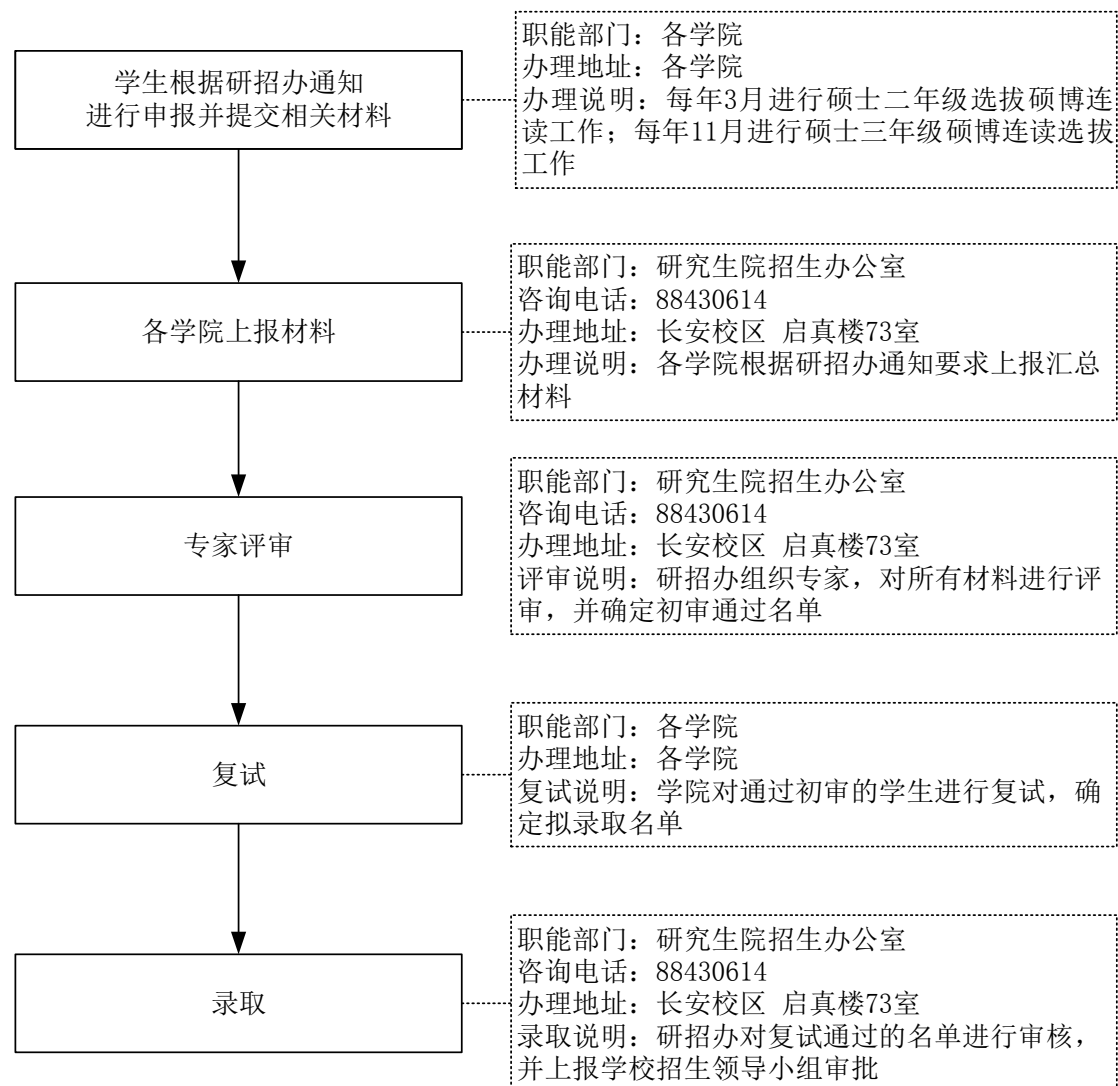 学生根据研招办通知
进行申报并提交相关材料
职能部门：各学院
办理地址：各学院
办理说明：每年3月进行硕士二年级选拔硕博连
读工作；每年11月进行硕士三年级硕博连读选拔
工作
各学院上报材料
职能部门：研究生院招生办公室
咨询电话：88430614
办理地址：长安校区 启真楼73室
办理说明：各学院根据研招办通知要求上报汇总
材料
专家评审
职能部门：研究生院招生办公室
咨询电话：88430614
办理地址：长安校区 启真楼73室
评审说明：研招办组织专家，对所有材料进行评
审，并确定初审通过名单
复试
职能部门：各学院
办理地址：各学院
复试说明：学院对通过初审的学生进行复试，确
定拟录取名单
录取
职能部门：研究生院招生办公室
咨询电话：88430614
办理地址：长安校区 启真楼73室
录取说明：研招办对复试通过的名单进行审核，
并上报学校招生领导小组审批